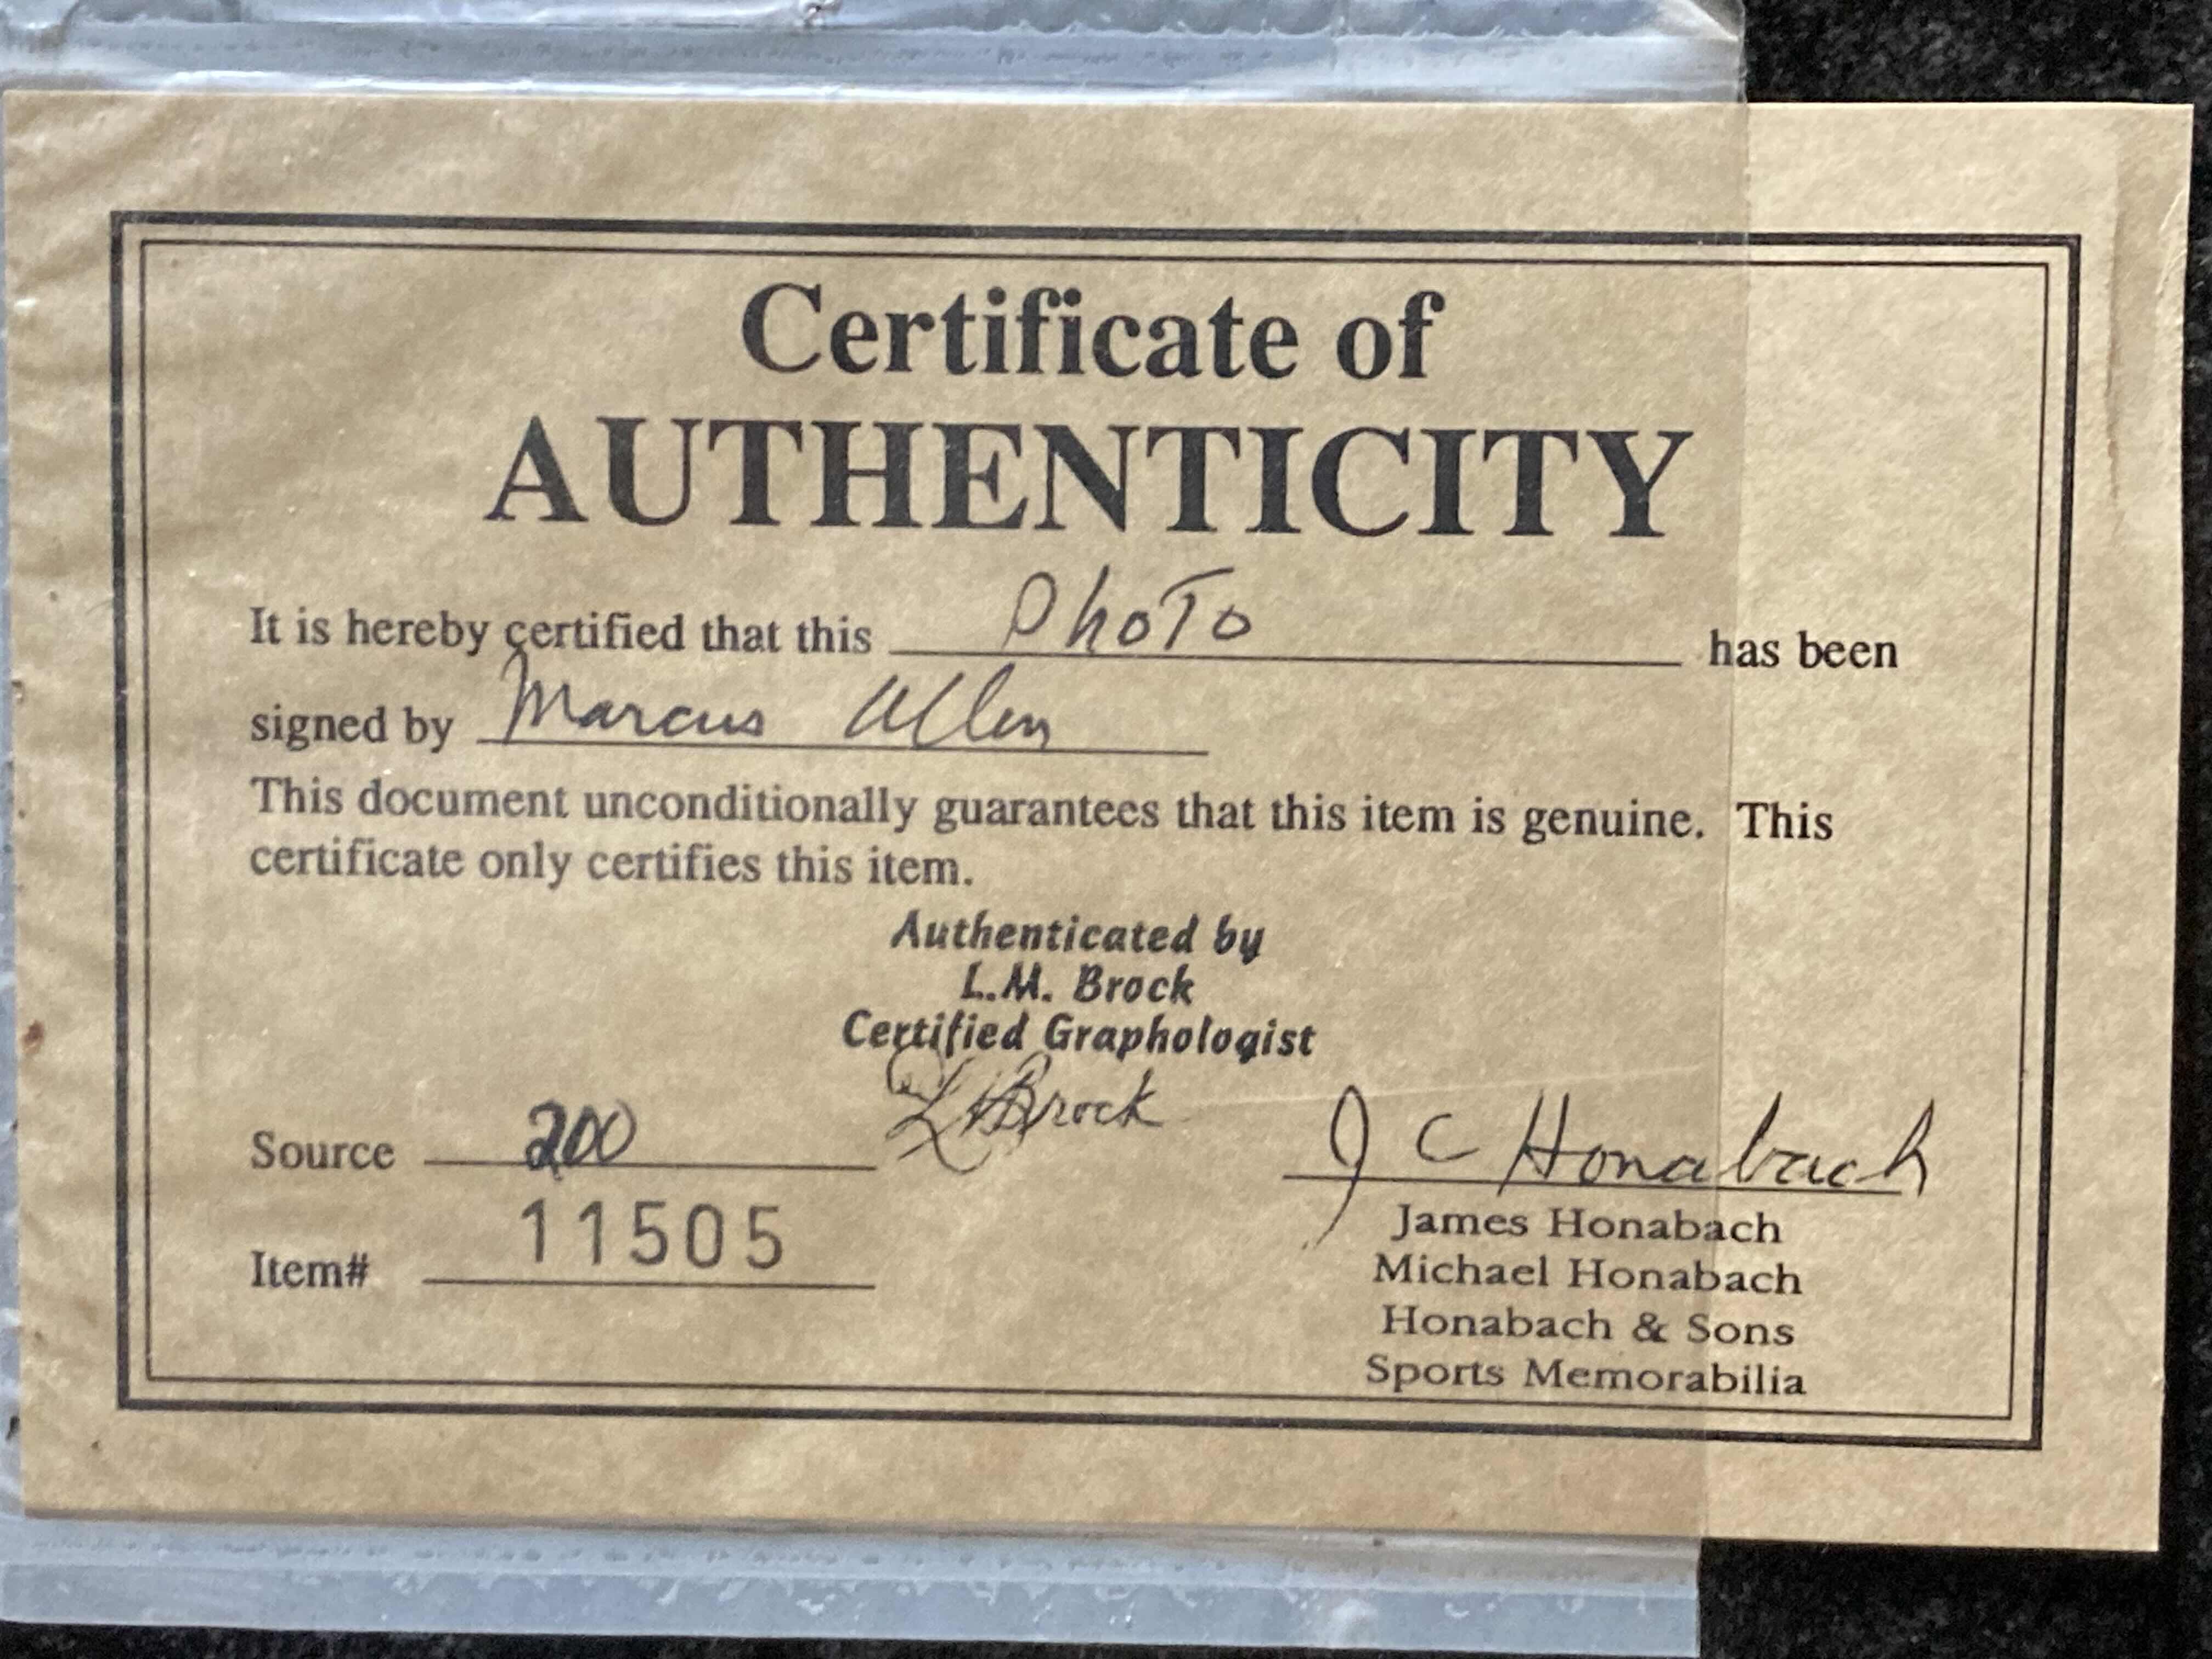 Certificate of
AUTHENTICITY
It is hereby certified that this Photo has been
signed by Marcus Allen
This document unconditionally guarantees that this item is genuine. This
certificate only certifies this item.
Authenticated by
L.M. Brock
Certified Graphologist
L M Brock
Source 200
J C Honabach
Item# 11505
James Honabach
Michael Honabach
Honabach & Sons
Sports Memorabilia